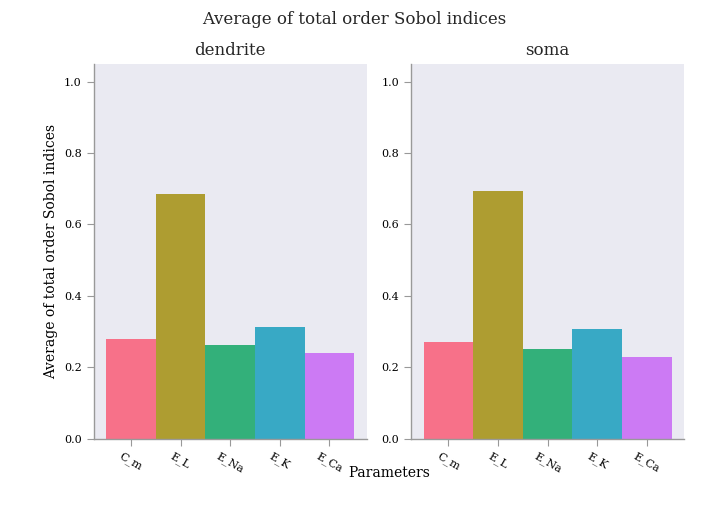 Average of total order Sobol indices
dendrite
soma
Average of total order Sobol indices
1.0
0.8
0.6
0.4
0.2
0.0
C_m
E_L
E_Na
E_K
E_Ca
1.0
0.8
0.6
0.4
0.2
0.0
C_m
E_L
E_Na
E_K
E_Ca
Parameters